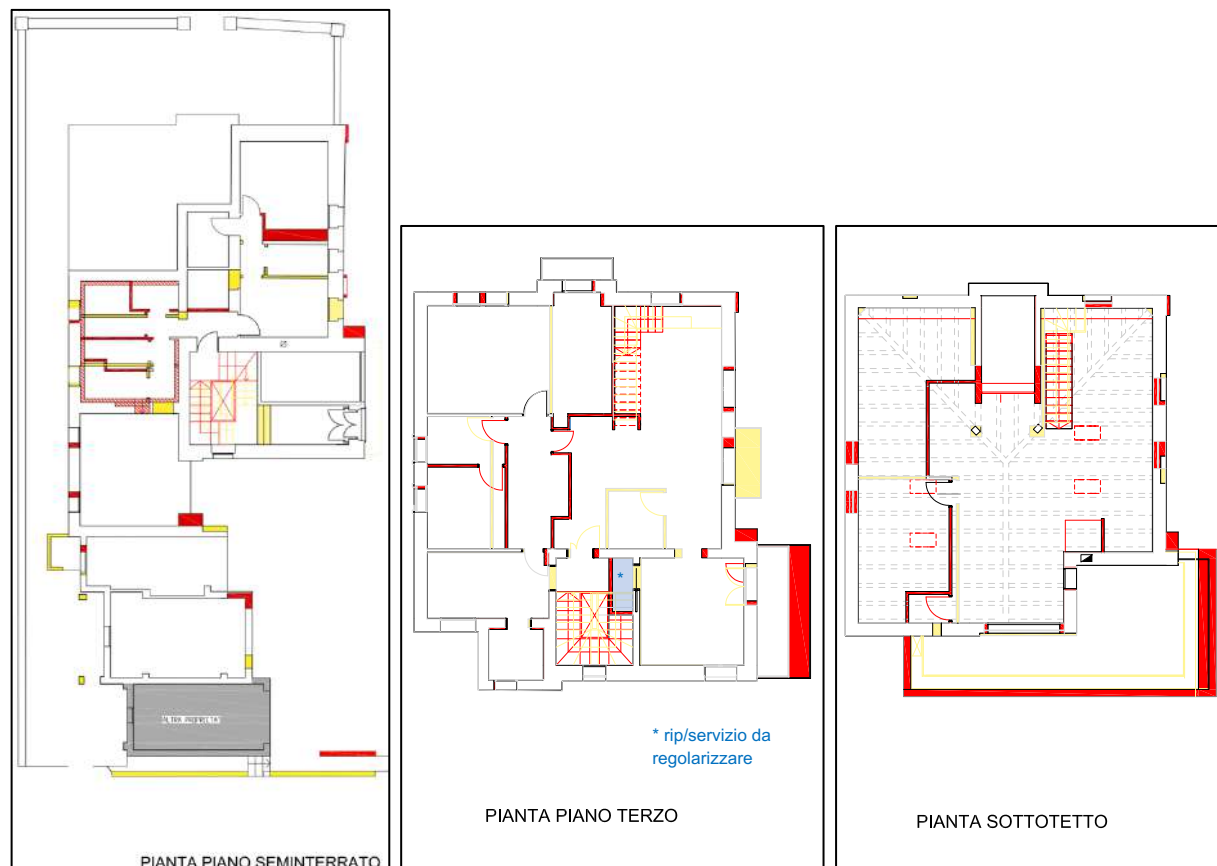 ALTRA PROPRIETA'
PIANTA PIANO SEMINTERRATO
*
* rip/servizio da
regolarizzare
PIANTA PIANO TERZO
PIANTA SOTTOTETTO